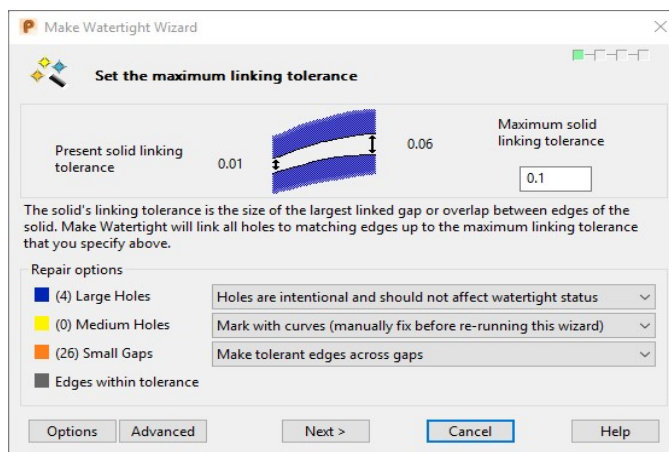 Make Watertight Wizard
Set the maximum linking tolerance
Present solid linking
tolerance
0.01
0.06
Maximum solid
linking tolerance
0.1
The solid's linking tolerance is the size of the largest linked gap or overlap between edges of the
solid. Make Watertight will link all holes to matching edges up to the maximum linking tolerance
that you specify above.
Repair options
(4) Large Holes
Holes are intentional and should not affect watertight status
(0) Medium Holes
Mark with curves (manually fix before re-running this wizard)
(26) Small Gaps
Make tolerant edges across gaps
Edges within tolerance
Options
Advanced
Next >
Cancel
Help